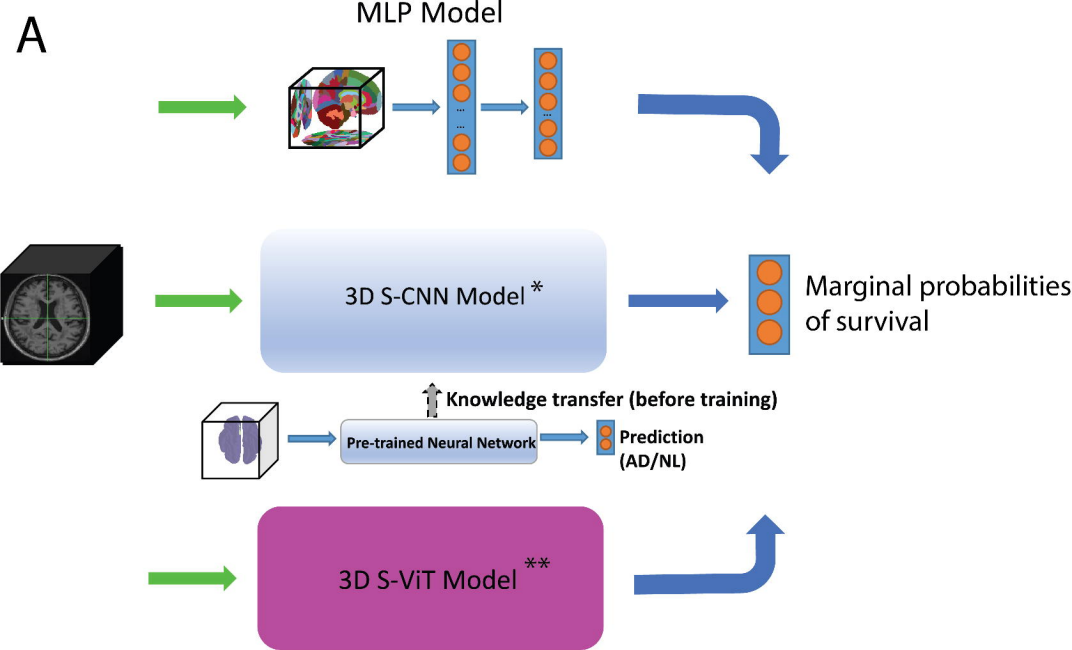 A
MLP Model
...
...
...
3D S-CNN Model *
Marginal probabilities
of survival
Knowledge transfer (before training)
Pre-trained Neural Network
Prediction
(AD/NL)
3D S-ViT Model **